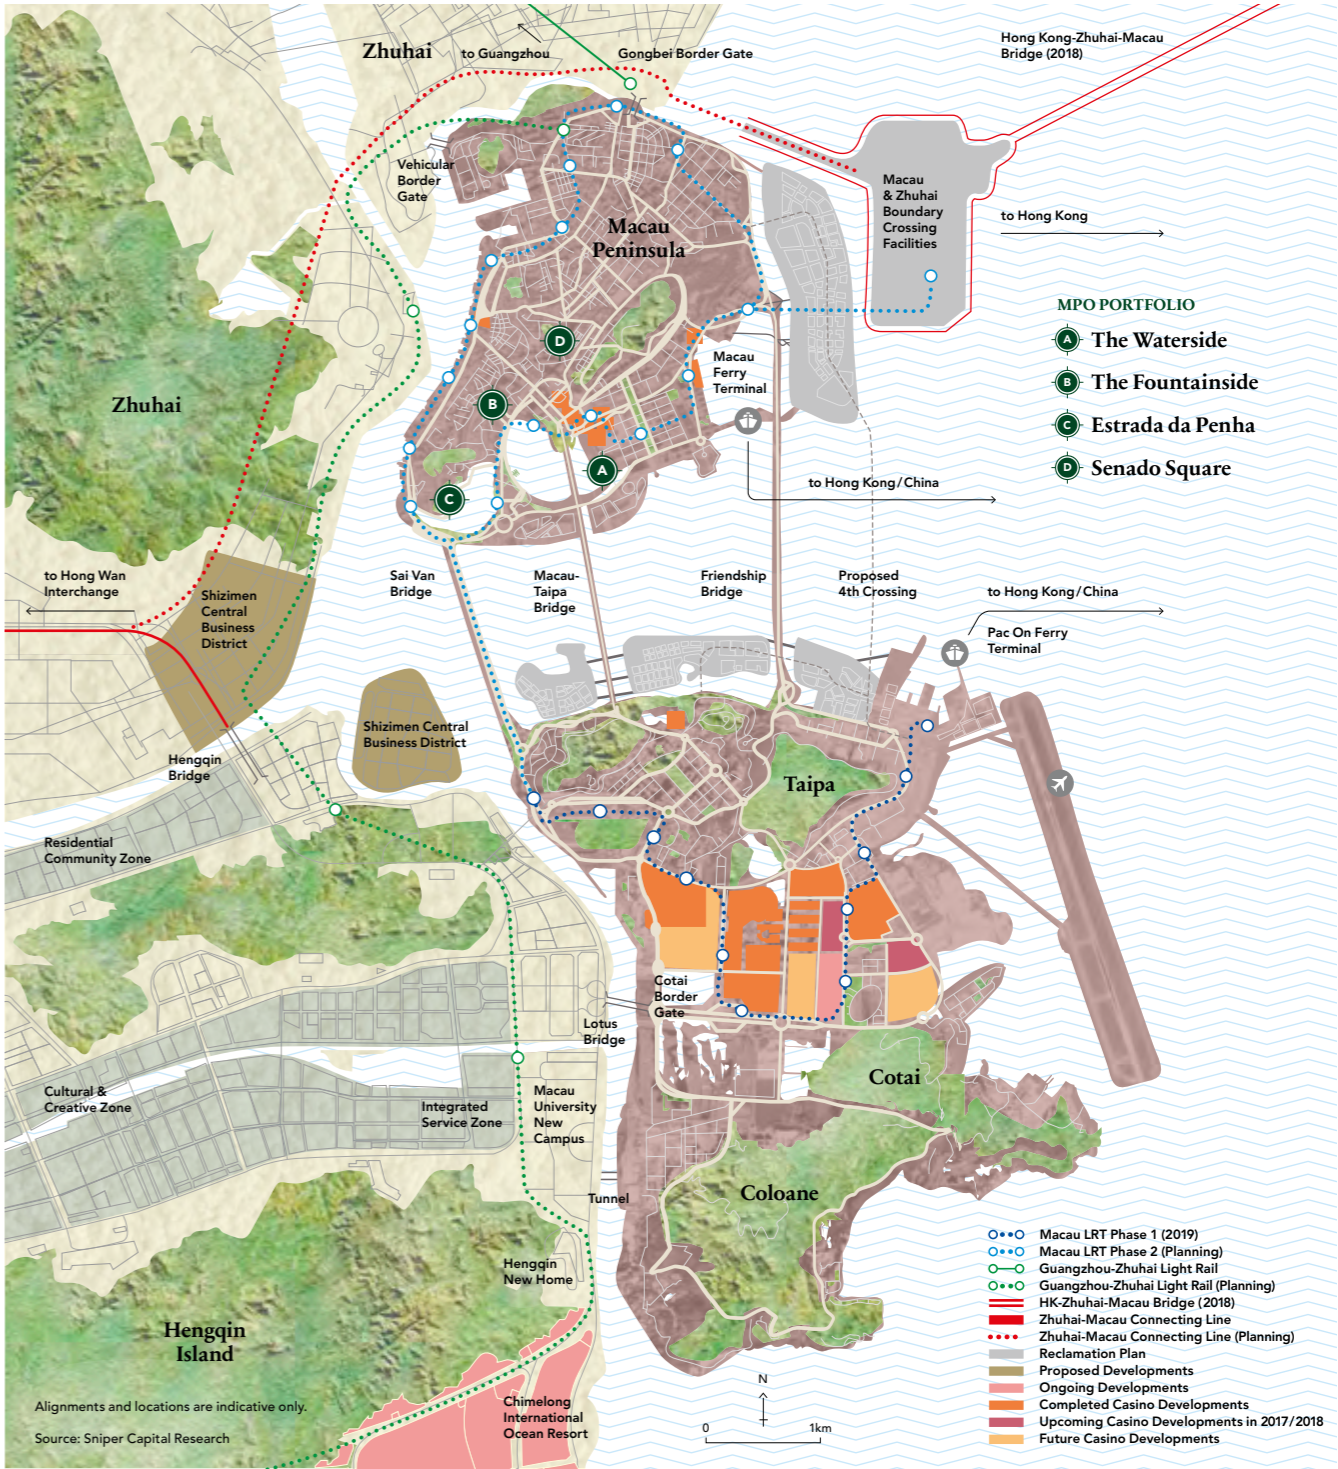 Zhuhai
to Guangzhou
Gongbei Border Gate
Hong Kong-Zhuhai-Macau
Bridge (2018)
Vehicular
Border
Gate
Macau
Peninsula
Macau
& Zhuhai
Boundary
Crossing
Facilities
to Hong Kong
MPO PORTFOLIO
A The Waterside
B The Fountainside
C Estrada da Penha
D Senado Square
D
B
A
C
Macau
Ferry
Terminal
Zhuhai
to Hong Kong/China
to Hong Wan
Interchange
Shizimen
Central
Business
District
Sai Van
Bridge
Macau-
Taipa
Bridge
Friendship
Bridge
Proposed
4th Crossing
to Hong Kong/China
Pac On Ferry
Terminal
Shizimen Central
Business District
Hengqin
Bridge
Taipa
Residential
Community Zone
Cotai
Border
Gate
Lotus
Bridge
Cotai
Cultural &
Creative Zone
Integrated
Service Zone
Macau
University
New
Campus
Tunnel
Coloane
Hengqin
New Home
Hengqin
Island
Chimelong
International
Ocean Resort
Alignments and locations are indicative only.
Source: Sniper Capital Research
N
0 1km
Macau LRT Phase 1 (2019)
Macau LRT Phase 2 (Planning)
Guangzhou-Zhuhai Light Rail
Guangzhou-Zhuhai Light Rail (Planning)
HK-Zhuhai-Macau Bridge (2018)
Zhuhai-Macau Connecting Line
Zhuhai-Macau Connecting Line (Planning)
Reclamation Plan
Proposed Developments
Ongoing Developments
Completed Casino Developments
Upcoming Casino Developments in 2017/2018
Future Casino Developments